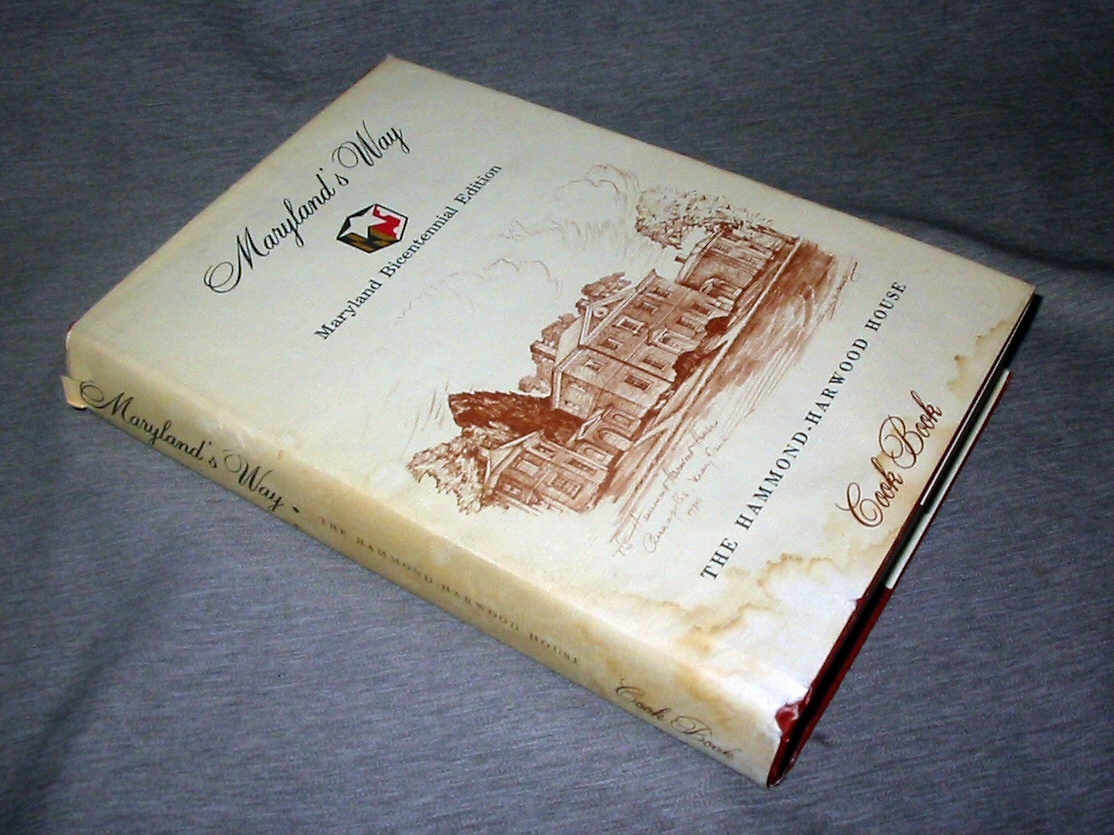 Maryland's Way
Maryland Bicentennial Edition
THE HAMMOND-HARWOOD HOUSE
Cook Book
Maryland's Way • THE HAMMOND-HARWOOD HOUSE Cook Book